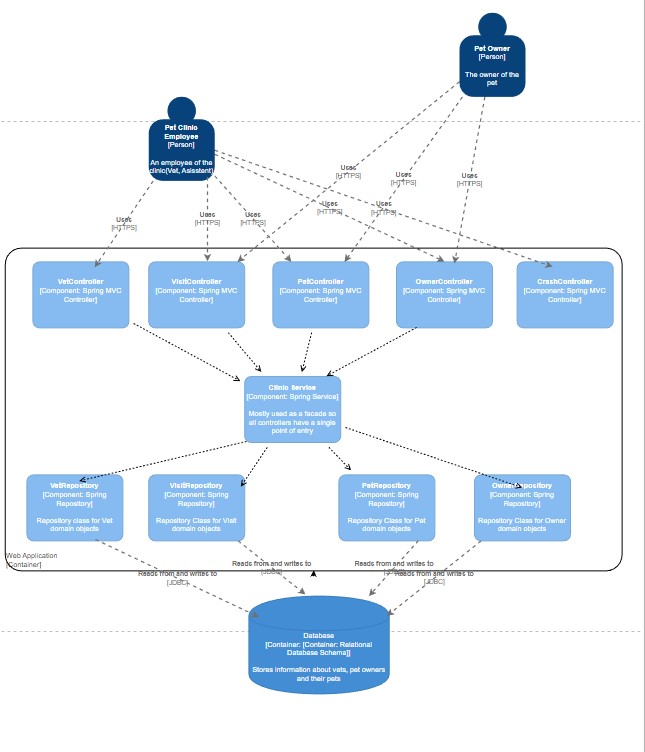 Pet Owner
[Person]
The owner of the
pet
Pet Clinic
Employee
[Person]
An employee of the
clinic(Vet, Asisstent)
Uses
[HTTPS]
Uses
[HTTPS]
Uses
[HTTPS]
Uses
[HTTPS]
Uses
[HTTPS]
Uses
[HTTPS]
Uses
[HTTPS]
Uses
[HTTPS]
VetController
[Component: Spring MVC
Controller]
VisitController
[Component: Spring MVC
Controller]
PetController
[Component: Spring MVC
Controller]
OwnerController
[Component: Spring MVC
Controller]
CrashController
[Component: Spring MVC
Controller]
Clinic Service
[Component: Spring Service]
Mostly used as a facade so
all controllers have a single
point of entry
VetRepository
[Component: Spring
Repository]
Repository class for Vet
domain objects
VisitRepository
[Component: Spring
Repository]
Repository Class for Visit
domain objects
PetRepository
[Component: Spring
Repository]
Repository Class for Pet
domain objects
OwnerRepository
[Component: Spring
Repository]
Repository Class for Owner
domain objects
Web Application
[Container]
Reads from and writes to
[JDBC]
Reads from and writes to
[JDBC]
Reads from and writes to
[JDBC]
Reads from and writes to
[JDBC]
Database
[Container: [Container: Relational
Database Schema]]
Stores information about vets, pet owners
and their pets